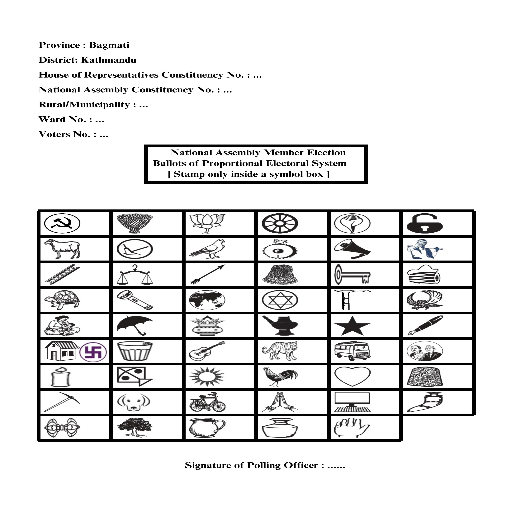 Province : Bagmati
District: Kathmandu
House of Representatives Constituency No. : ...
National Assembly Constituency No. : ...
Rural/Municipality : ...
Ward No. : ...
Voters No. : ...
National Assembly Member Election
Ballots of Proportional Electoral System
[ Stamp only inside a symbol box ]
Signature of Polling Officer : ......